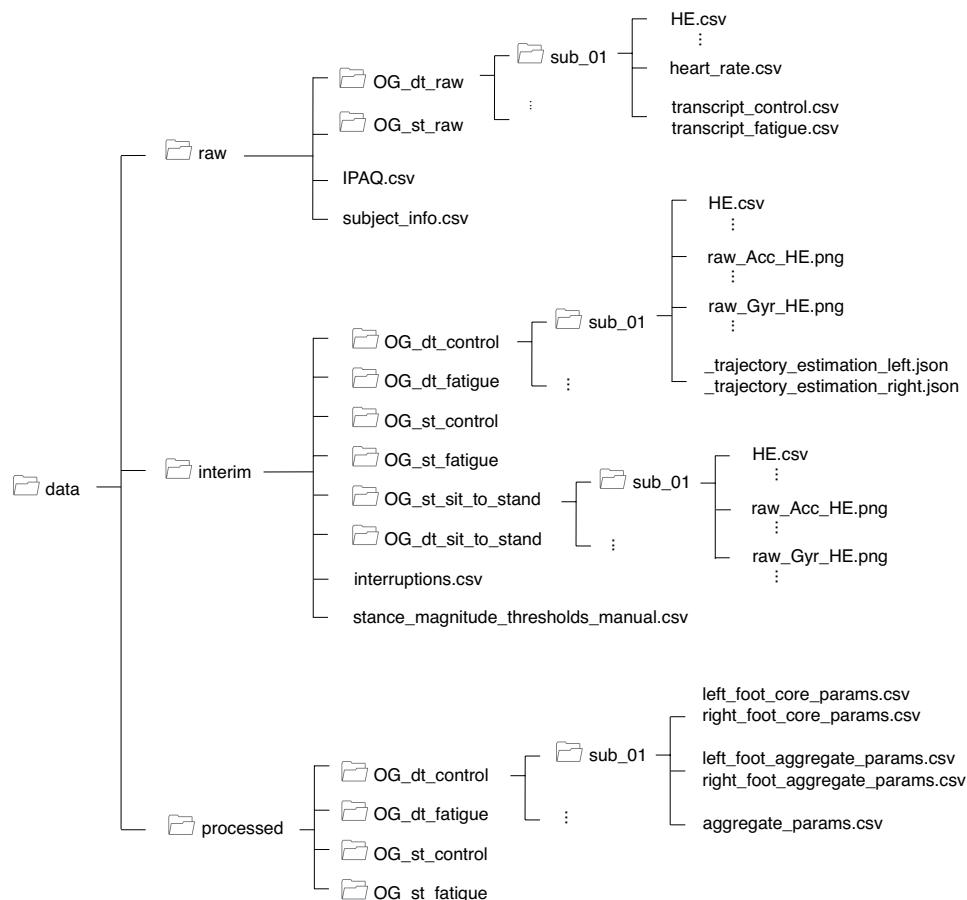 data
raw
OG_dt_raw
sub_01
HE.csv
⋮
heart_rate.csv
transcript_control.csv
transcript_fatigue.csv
⋮
OG_st_raw
IPAQ.csv
subject_info.csv
interim
OG_dt_control
sub_01
HE.csv
⋮
raw_Acc_HE.png
⋮
raw_Gyr_HE.png
⋮
_trajectory_estimation_left.json
_trajectory_estimation_right.json
⋮
OG_dt_fatigue
OG_st_control
OG_st_fatigue
OG_st_sit_to_stand
sub_01
HE.csv
⋮
raw_Acc_HE.png
⋮
raw_Gyr_HE.png
⋮
⋮
OG_dt_sit_to_stand
interruptions.csv
stance_magnitude_thresholds_manual.csv
processed
OG_dt_control
sub_01
left_foot_core_params.csv
right_foot_core_params.csv
left_foot_aggregate_params.csv
right_foot_aggregate_params.csv
aggregate_params.csv
⋮
OG_dt_fatigue
OG_st_control
OG_st_fatigue